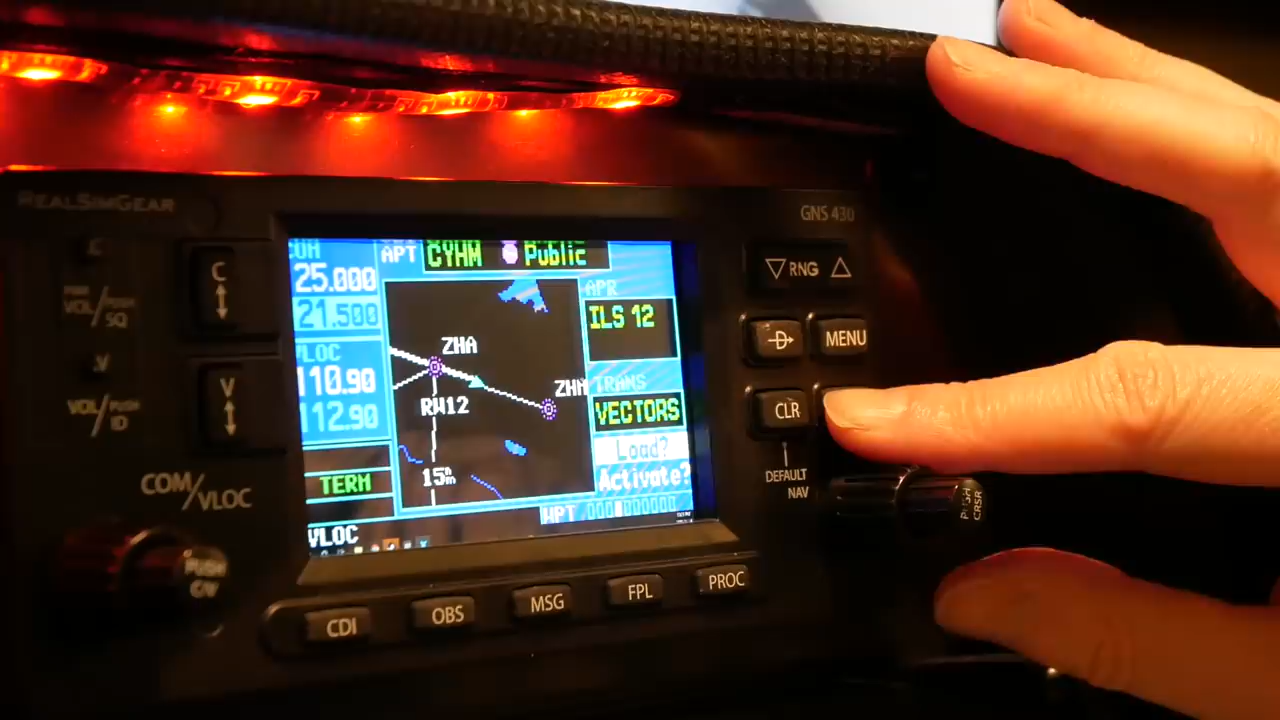 REALSIMGEAR
GNS 430
C
VOL/PUSH
SQ
V
VOL/PUSH
ID
COM/VLOC
PUSH
C/V
C
V
COM
25.000
21.500
VLOC
110.90
112.90
TERM
VLOC
APT CYHM Public
ZHA
ZHM
RW12
15nm
APR
ILS 12
TRANS
VECTORS
Load?
Activate?
WPT
RNG
D
MENU
CLR
DEFAULT
NAV
PUSH
CRSR
CDI
OBS
MSG
FPL
PROC